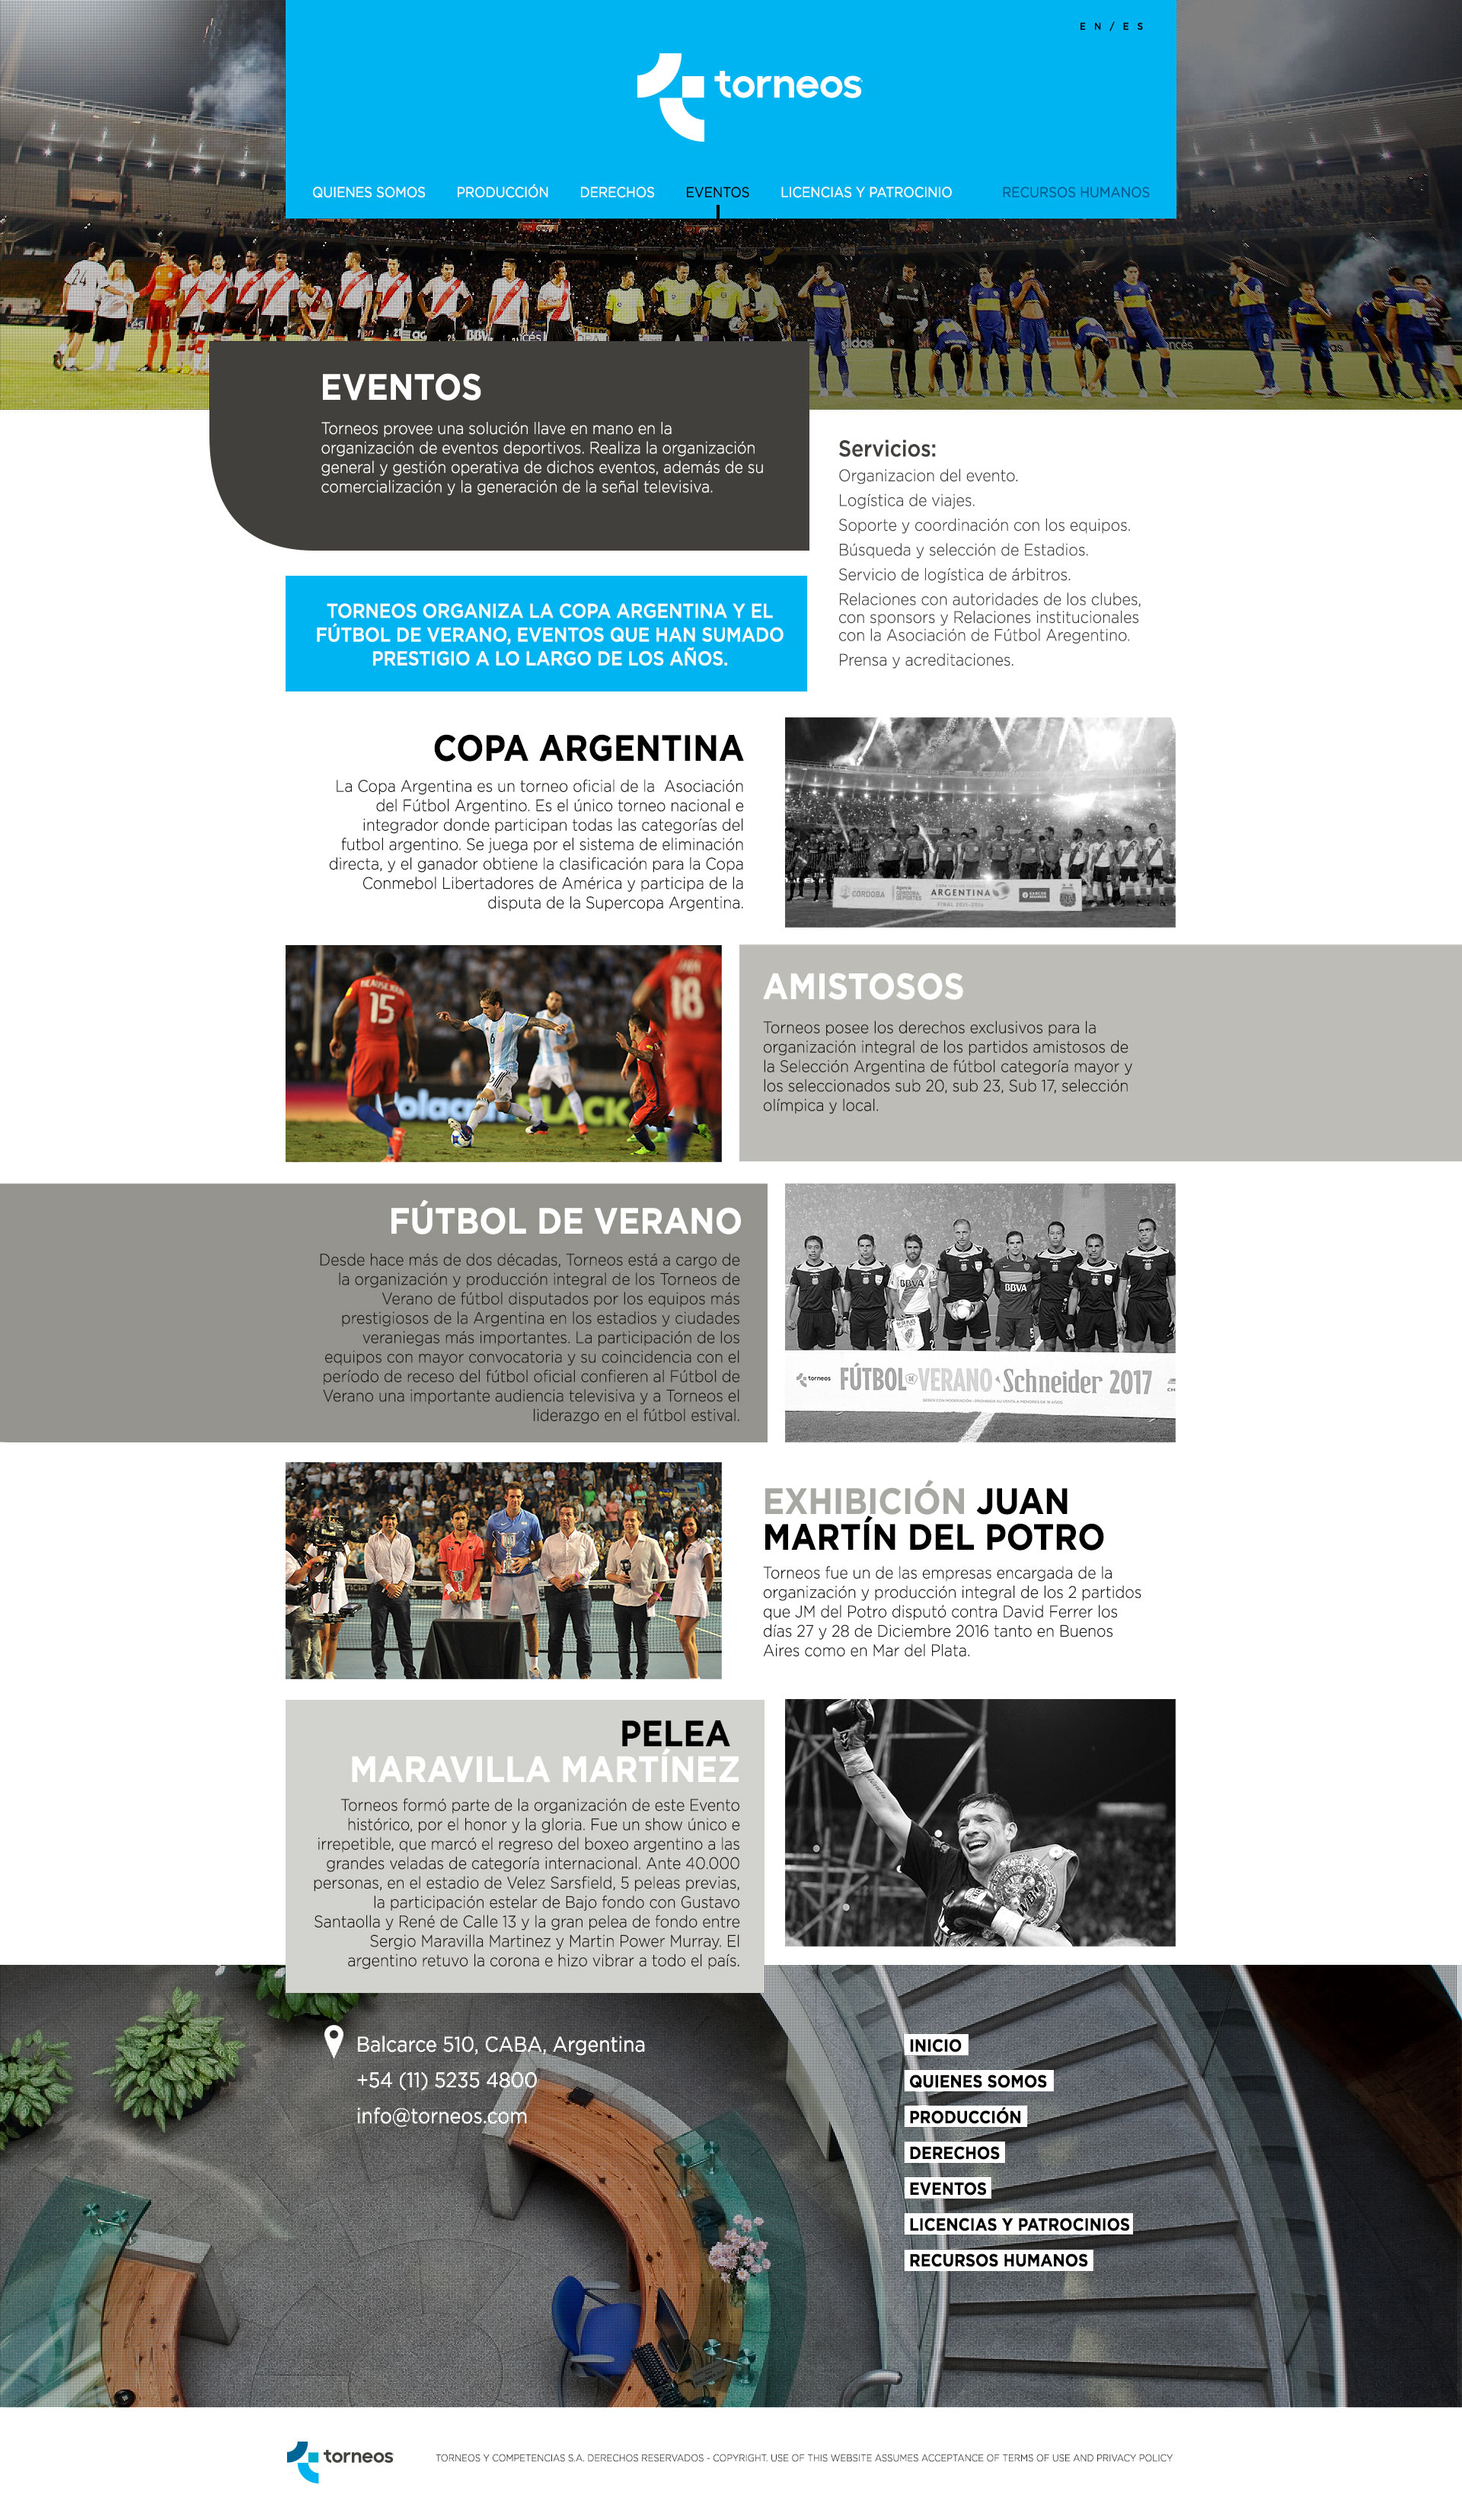 EN/ES
torneos
QUIENES SOMOS PRODUCCIÓN DERECHOS EVENTOS LICENCIAS Y PATROCINIO RECURSOS HUMANOS
EVENTOS
Torneos provee una solución llave en mano en la
organización de eventos deportivos. Realiza la organización
general y gestión operativa de dichos eventos, además de su
comercialización y la generación de la señal televisiva.
Servicios:
Organizacion del evento.
Logística de viajes.
Soporte y coordinación con los equipos.
Búsqueda y selección de Estadios.
Servicio de logística de árbitros.
Relaciones con autoridades de los clubes,
con sponsors y Relaciones institucionales
con la Asociación de Fútbol Aregentino.
Prensa y acreditaciones.
TORNEOS ORGANIZA LA COPA ARGENTINA Y EL
FÚTBOL DE VERANO, EVENTOS QUE HAN SUMADO
PRESTIGIO A LO LARGO DE LOS AÑOS.
COPA ARGENTINA
La Copa Argentina es un torneo oficial de la Asociación
del Fútbol Argentino. Es el único torneo nacional e
integrador donde participan todas las categorías del
futbol argentino. Se juega por el sistema de eliminación
directa, y el ganador obtiene la clasificación para la Copa
Conmebol Libertadores de América y participa de la
disputa de la Supercopa Argentina.
CORDOBA
ARGENTINA
15
18
6
17
AMISTOSOS
Torneos posee los derechos exclusivos para la
organización integral de los partidos amistosos de
la Selección Argentina de fútbol categoría mayor y
los seleccionados sub 20, sub 23, Sub 17, selección
olímpica y local.
FÚTBOL DE VERANO
Desde hace más de dos décadas, Torneos está a cargo de
la organización y producción integral de los Torneos de
Verano de fútbol disputados por los equipos más
prestigiosos de la Argentina en los estadios y ciudades
veraniegas más importantes. La participación de los
equipos con mayor convocatoria y su coincidencia con el
período de receso del fútbol oficial confieren al Fútbol de
Verano una importante audiencia televisiva y a Torneos el
liderazgo en el fútbol estival.
BBVA
BBVA
torneos FÚTBOL DE VERANO Schneider 2017
EXHIBICIÓN JUAN
MARTÍN DEL POTRO
Torneos fue un de las empresas encargada de la
organización y producción integral de los 2 partidos
que JM del Potro disputó contra David Ferrer los
días 27 y 28 de Diciembre 2016 tanto en Buenos
Aires como en Mar del Plata.
PELEA
MARAVILLA MARTÍNEZ
Torneos formó parte de la organización de este Evento
histórico, por el honor y la gloria. Fue un show único e
irrepetible, que marcó el regreso del boxeo argentino a las
grandes veladas de categoría internacional. Ante 40.000
personas, en el estadio de Velez Sarsfield, 5 peleas previas,
la participación estelar de Bajo fondo con Gustavo
Santaolla y René de Calle 13 y la gran pelea de fondo entre
Sergio Maravilla Martinez y Martin Power Murray. El
argentino retuvo la corona e hizo vibrar a todo el país.
Balcarce 510, CABA, Argentina
+54 (11) 5235 4800
info@torneos.com
INICIO
QUIENES SOMOS
PRODUCCIÓN
DERECHOS
EVENTOS
LICENCIAS Y PATROCINIOS
RECURSOS HUMANOS
torneos
TORNEOS Y COMPETENCIAS S.A. DERECHOS RESERVADOS - COPYRIGHT. USE OF THIS WEBSITE ASSUMES ACCEPTANCE OF TERMS OF USE AND PRIVACY POLICY